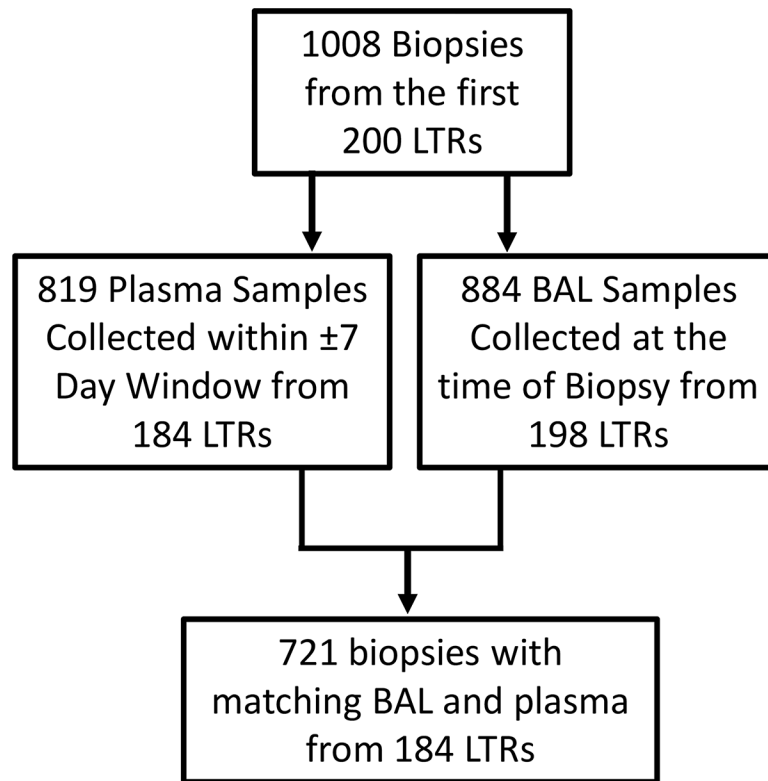 1008 Biopsies
from the first
200 LTRs
819 Plasma Samples
Collected within ±7
Day Window from
184 LTRs
884 BAL Samples
Collected at the
time of Biopsy from
198 LTRs
721 biopsies with
matching BAL and plasma
from 184 LTRs